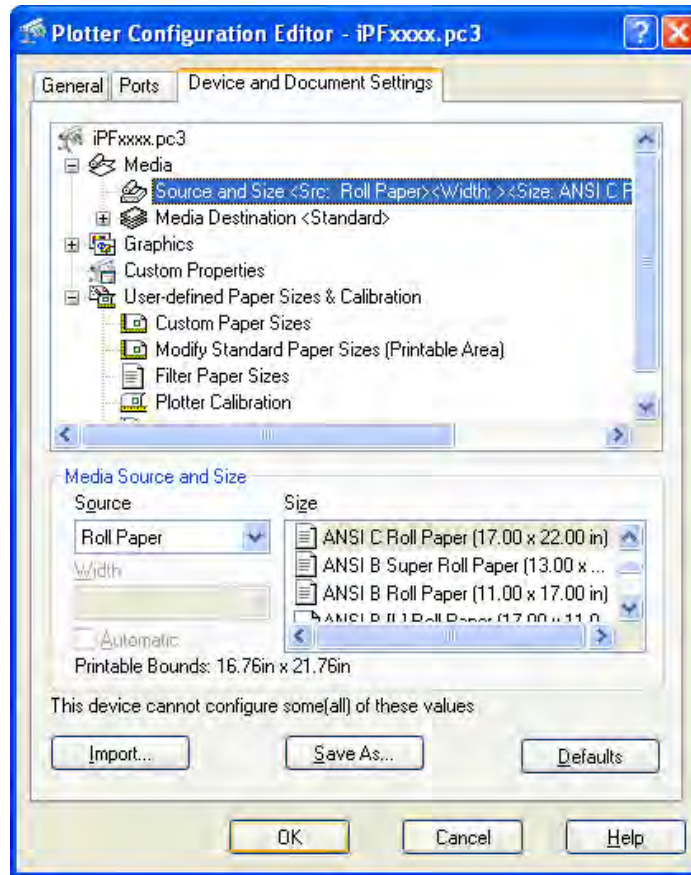 Plotter Configuration Editor - iPFxxxx.pc3
General Ports Device and Document Settings
iPFxxxx.pc3
Media
Source and Size <Src: Roll Paper><Width: ><Size: ANSI C
Media Destination <Standard>
Graphics
Custom Properties
User-defined Paper Sizes & Calibration
Custom Paper Sizes
Modify Standard Paper Sizes (Printable Area)
Filter Paper Sizes
Plotter Calibration
Media Source and Size
Source
Size
Roll Paper
ANSI C Roll Paper (17.00 x 22.00 in)
Width
ANSI B Super Roll Paper (13.00 x ...
ANSI B Roll Paper (11.00 x 17.00 in)
Automatic
Printable Bounds: 16.76in x 21.76in
This device cannot configure some(all) of these values
Import...
Save As...
Defaults
OK
Cancel
Help